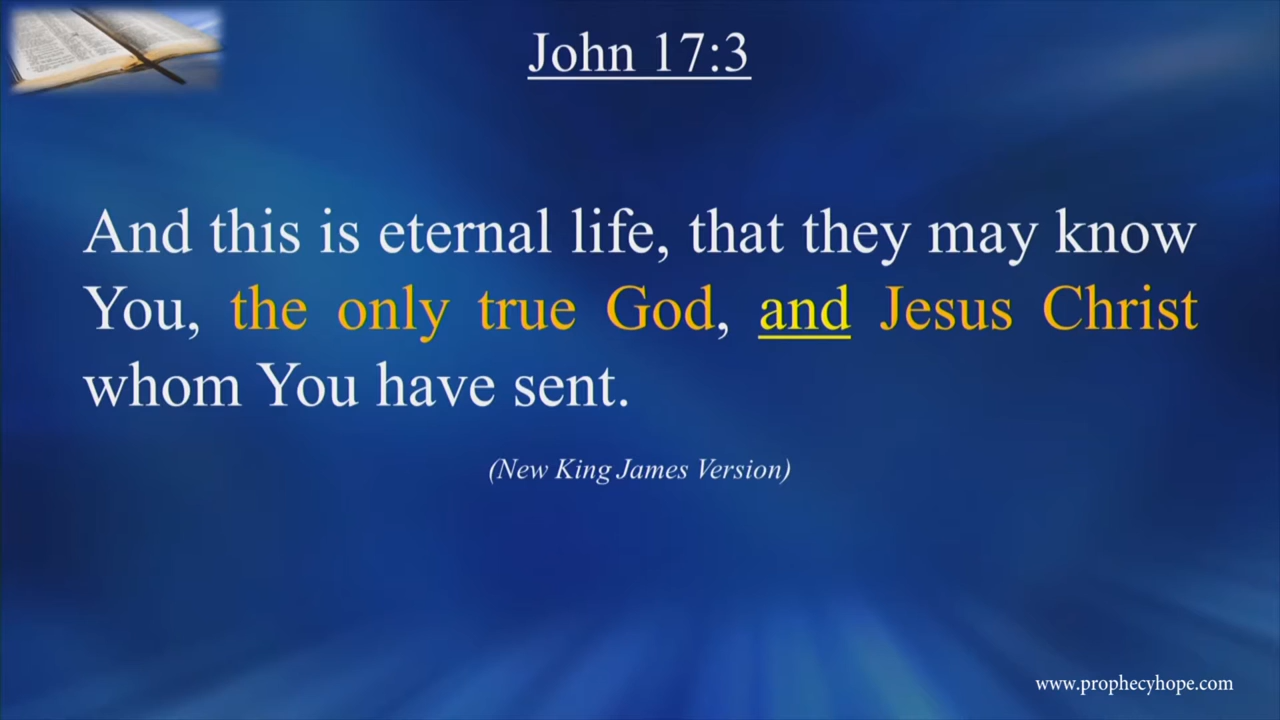 John 17:3
And this is eternal life, that they may know
You, the only true God, and Jesus Christ
whom You have sent.
(New King James Version)
www.prophecyhope.com